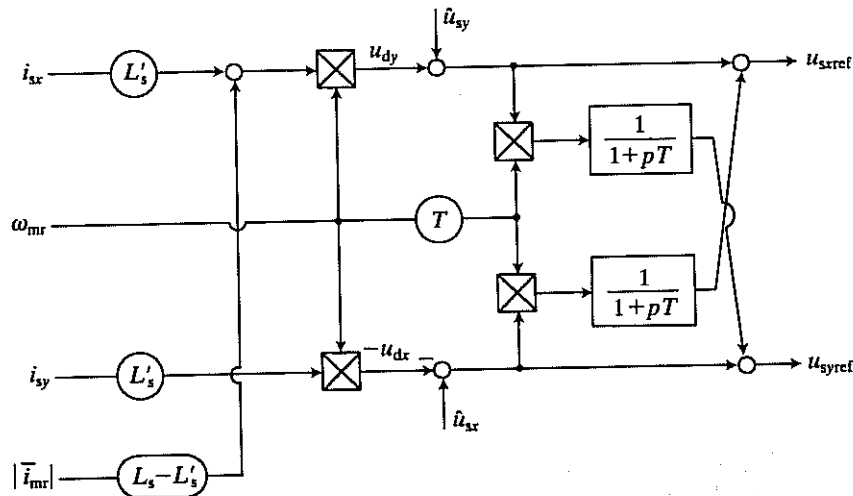 û_sy
i_sx L′_s u_dy u_sxref
1
1+pT
ω_mr T
1
1+pT
i_sy L′_s −u_dx − u_syref
û_sx
|i̅_mr| L_s−L′_s